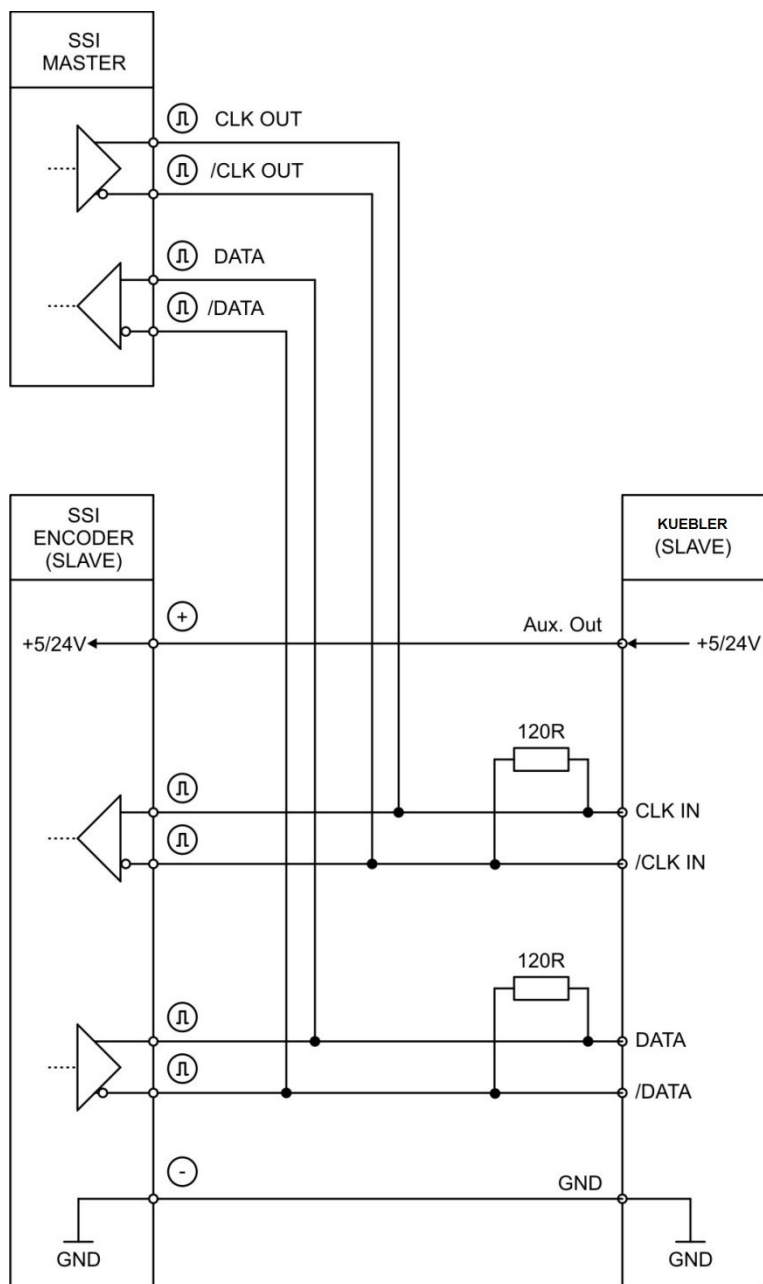 SSI
MASTER
CLK OUT
/CLK OUT
DATA
/DATA
SSI
ENCODER
(SLAVE)
KUEBLER
(SLAVE)
+
Aux. Out
+5/24V
+5/24V
120R
CLK IN
/CLK IN
120R
DATA
/DATA
-
GND
GND
GND